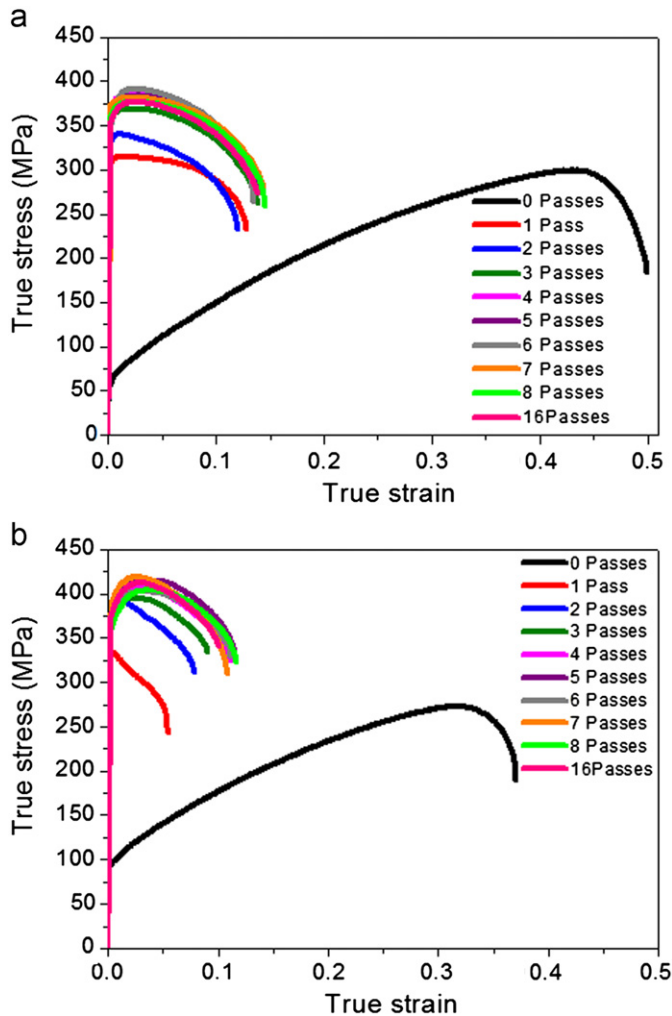 a
450
400
350
300
250
200
150
100
50
0
True stress (MPa)
0 Passes
1 Pass
2 Passes
3 Passes
4 Passes
5 Passes
6 Passes
7 Passes
8 Passes
16Passes
0.0 0.1 0.2 0.3 0.4 0.5
True strain
b
450
400
350
300
250
200
150
100
50
0
True stress (MPa)
0 Passes
1 Pass
2 Passes
3 Passes
4 Passes
5 Passes
6 Passes
7 Passes
8 Passes
16Passes
0.0 0.1 0.2 0.3 0.4 0.5
True strain